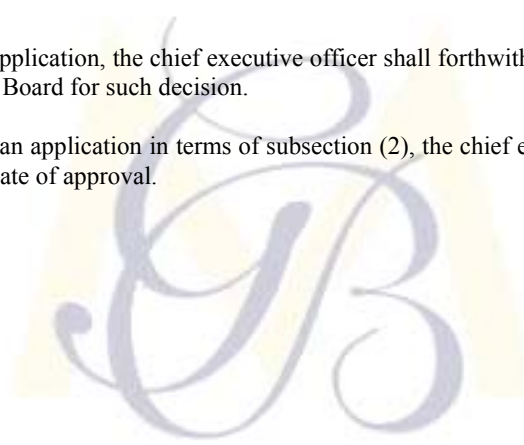 pplication, the chief executive officer shall forthwith
Board for such decision.
an application in terms of subsection (2), the chief e
ate of approval.